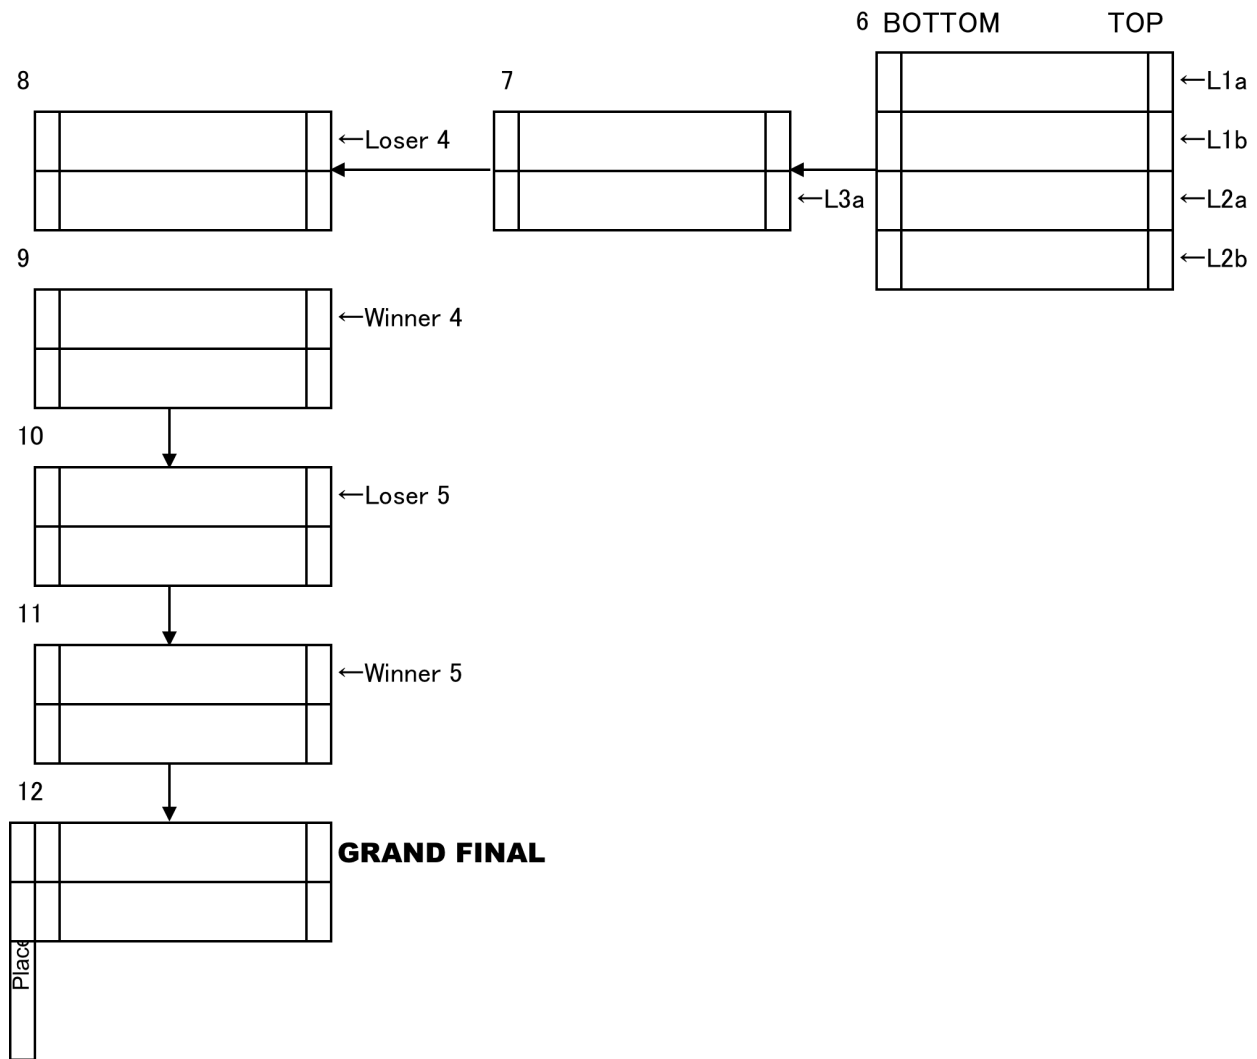 6 BOTTOM TOP
8 7 ←L1a
←Loser 4 ←L1b
←L3a ←L2a
9 ←L2b
←Winner 4
10
←Loser 5
11
←Winner 5
12
GRAND FINAL
Place